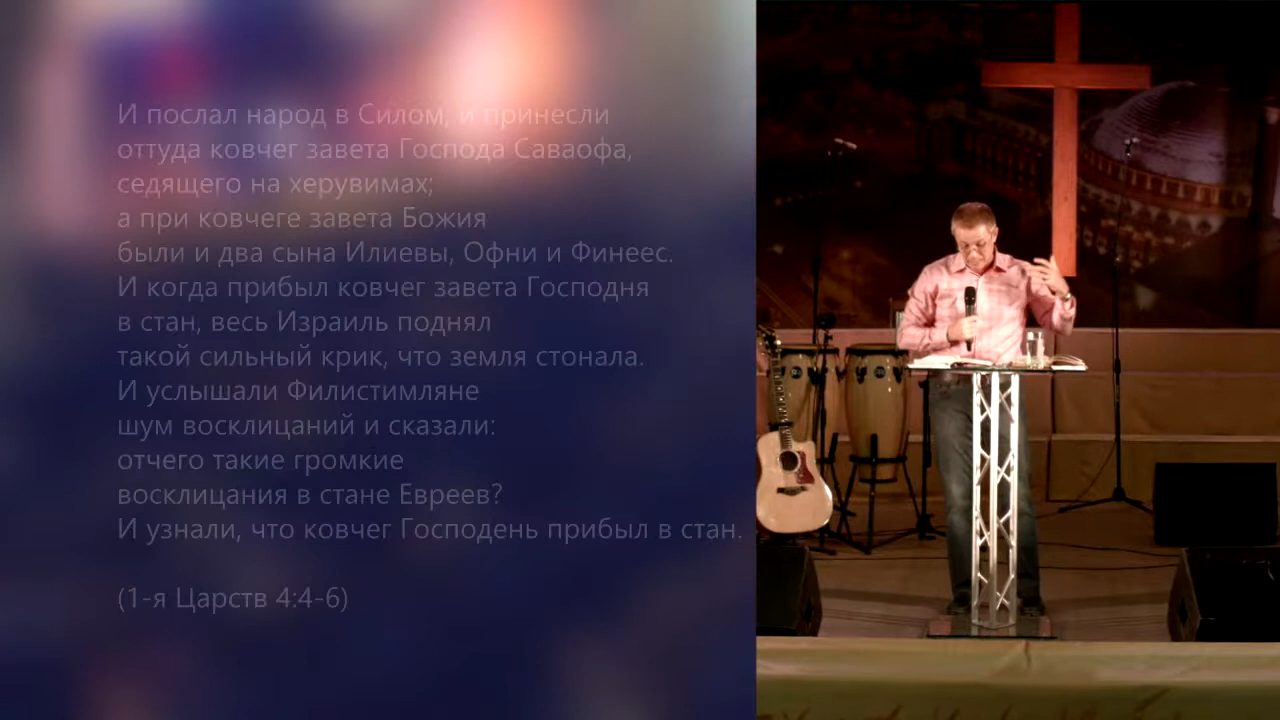 И послал народ в Силом, и принесли
оттуда ковчег завета Господа Саваофа,
седящего на херувимах;
а при ковчеге завета Божия
были и два сына Илиевы, Офни и Финеес.
И когда прибыл ковчег завета Господня
в стан, весь Израиль поднял
такой сильный крик, что земля стонала.
И услышали Филистимляне
шум восклицаний и сказали:
отчего такие громкие
восклицания в стане Евреев?
И узнали, что ковчег Господень прибыл в стан.
(1-я Царств 4:4-6)